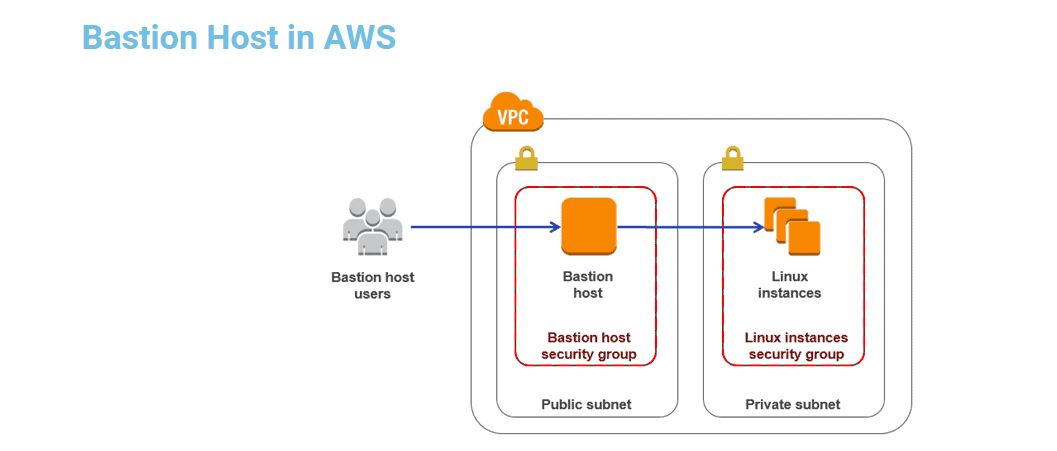 Bastion Host in AWS
VPC
Bastion host
users
Bastion
host
Linux
instances
Bastion host
security group
Linux instances
security group
Public subnet
Private subnet